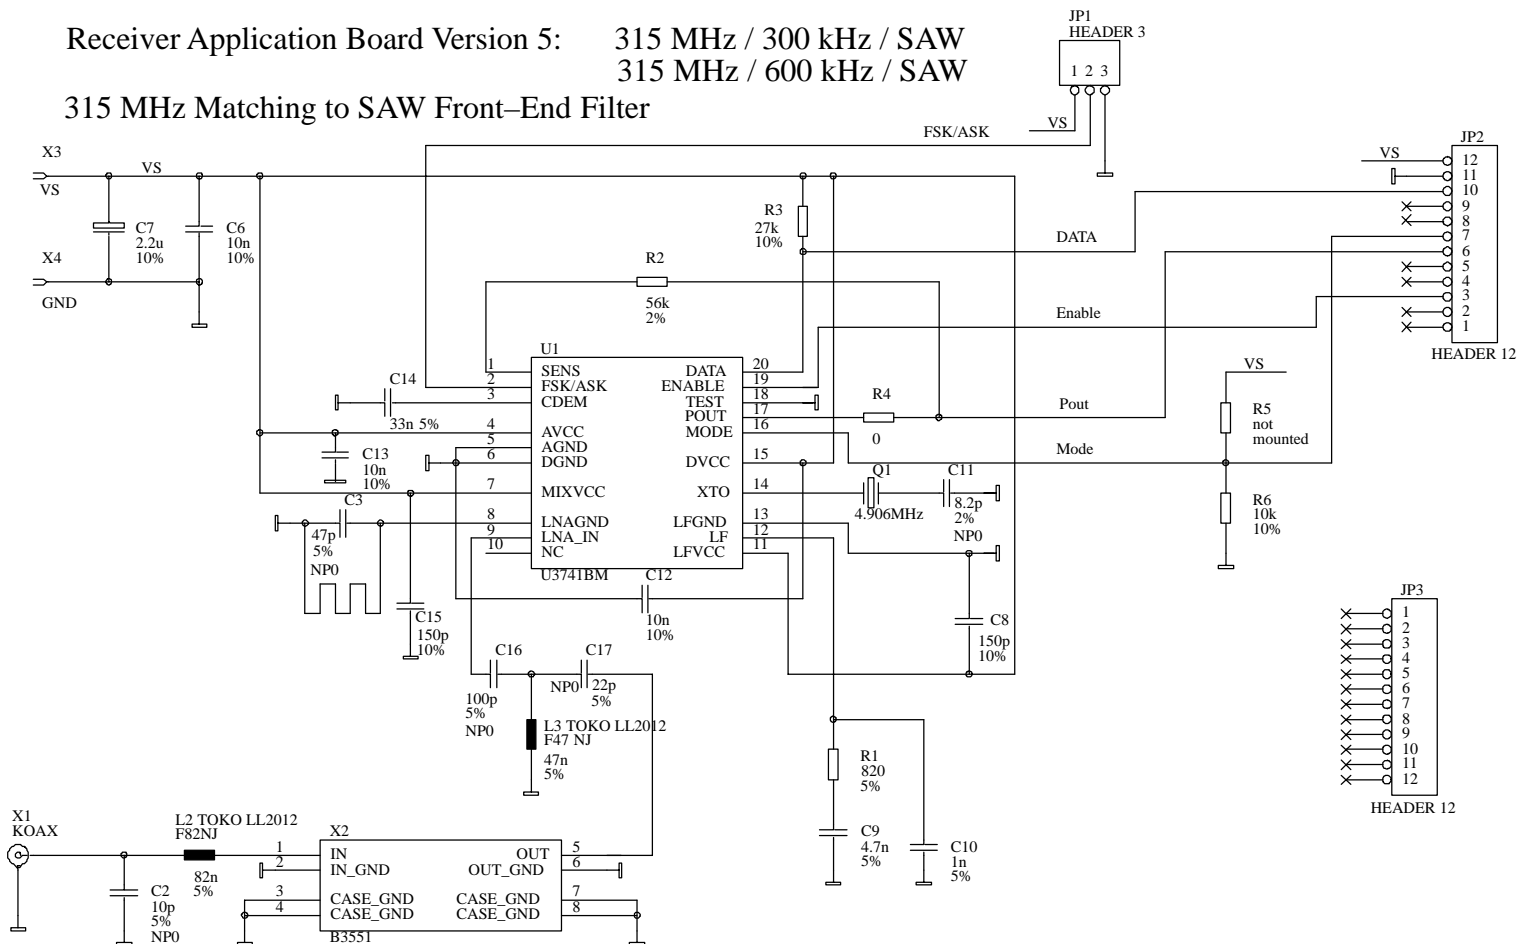 Receiver Application Board Version 5: 315 MHz / 300 kHz / SAW
315 MHz / 600 kHz / SAW
315 MHz Matching to SAW Front–End Filter
JP1
HEADER 3
1 2 3
VS
FSK/ASK
X3
VS
VS
C7
2.2u
10%
C6
10n
10%
X4
GND
R3
27k
10%
R2
56k
2%
DATA
Enable
JP2
VS
12
11
10
9
8
7
6
5
4
3
2
1
HEADER 12
U1
1 SENS
2 FSK/ASK
3 CDEM
4 AVCC
5 AGND
6 DGND
7 MIXVCC
8 LNAGND
9 LNA_IN
10 NC
DATA 20
ENABLE 19
TEST 18
POUT 17
MODE 16
DVCC 15
XTO 14
LFGND 13
LF 12
LFVCC 11
U3741BM
C14
33n 5%
C13
10n
10%
C3
47p
5%
NP0
C15
150p
10%
R4
0
Pout
Mode
VS
R5
not
mounted
R6
10k
10%
Q1
4.906MHz
C11
8.2p
2%
NP0
C12
10n
10%
C8
150p
10%
C16
100p
5%
NP0
C17
NP0 22p
5%
L3 TOKO LL2012
F47 NJ
47n
5%
R1
820
5%
C9
4.7n
5%
C10
1n
5%
JP3
1
2
3
4
5
6
7
8
9
10
11
12
HEADER 12
X1
KOAX
L2 TOKO LL2012
F82NJ
82n
5%
C2
10p
5%
NP0
X2
1 IN
2 IN_GND
3 CASE_GND
4 CASE_GND
OUT 5
OUT_GND 6
CASE_GND 7
CASE_GND 8
B3551